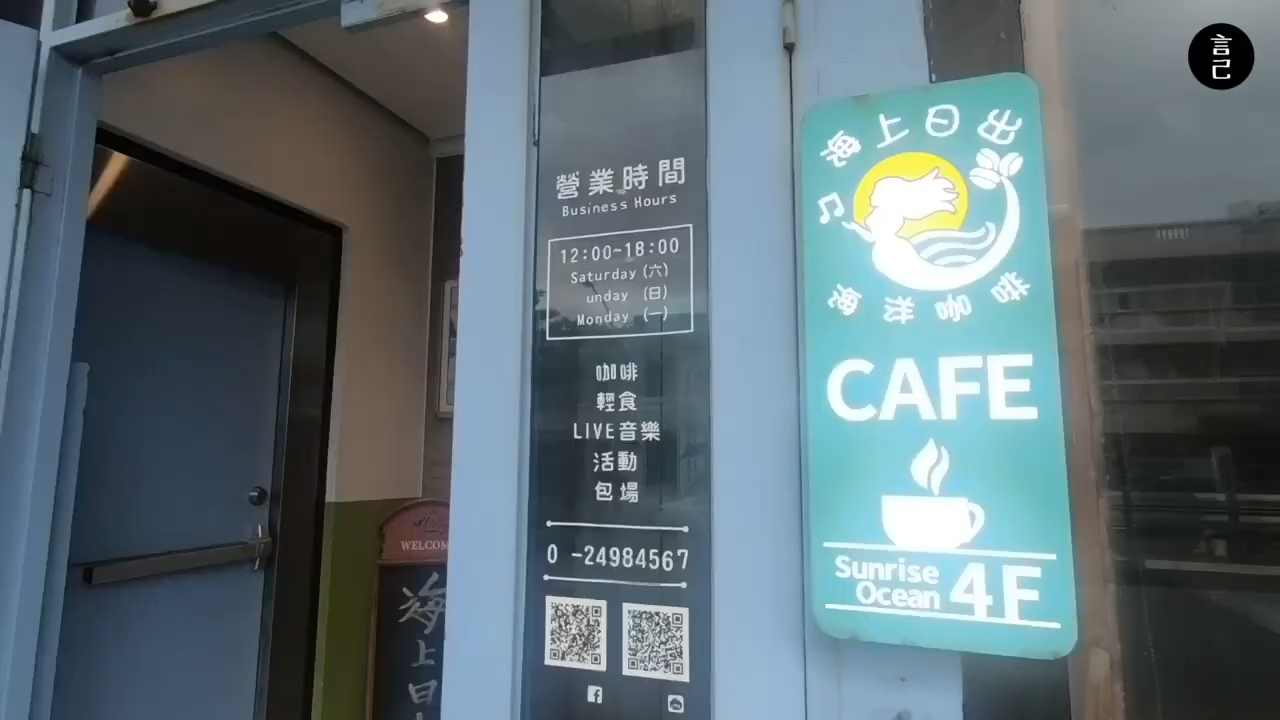 言己
營業時間
Business Hours
12:00~18:00
Saturday (六)
unday (日)
Monday (一)
咖啡
輕食
LIVE音樂
活動
包場
0 -24984567
海上日出
海洋咖啡
CAFE
Sunrise
Ocean
4F
WELCOM
海
上
日